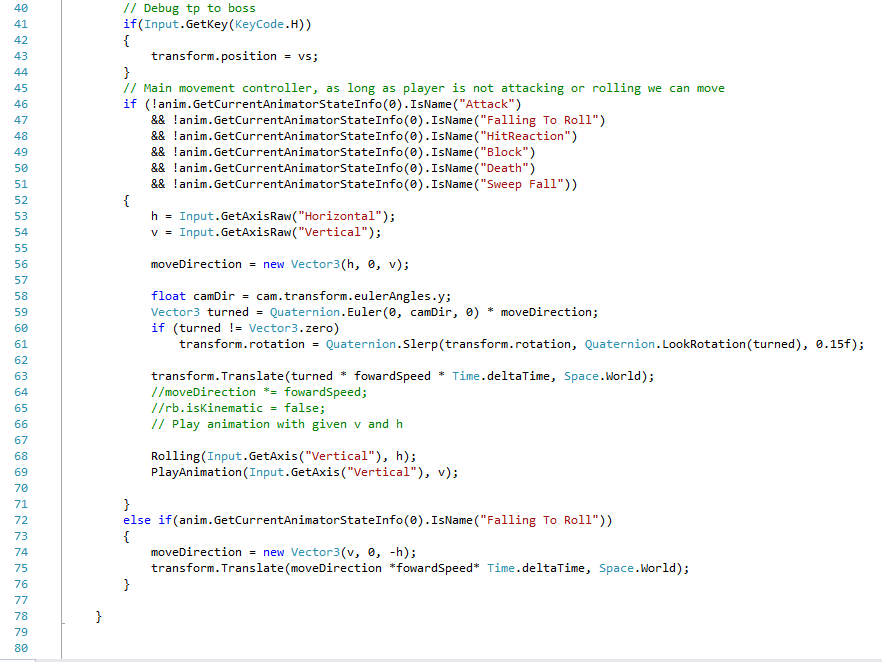 40 // Debug tp to boss
41 if(Input.GetKey(KeyCode.H))
42 {
43 transform.position = vs;
44 }
45 // Main movement controller, as long as player is not attacking or rolling we can move
46 if (!anim.GetCurrentAnimatorStateInfo(0).IsName("Attack")
47 && !anim.GetCurrentAnimatorStateInfo(0).IsName("Falling To Roll")
48 && !anim.GetCurrentAnimatorStateInfo(0).IsName("HitReaction")
49 && !anim.GetCurrentAnimatorStateInfo(0).IsName("Block")
50 && !anim.GetCurrentAnimatorStateInfo(0).IsName("Death")
51 && !anim.GetCurrentAnimatorStateInfo(0).IsName("Sweep Fall"))
52 {
53 h = Input.GetAxisRaw("Horizontal");
54 v = Input.GetAxisRaw("Vertical");
55
56 moveDirection = new Vector3(h, 0, v);
57
58 float camDir = cam.transform.eulerAngles.y;
59 Vector3 turned = Quaternion.Euler(0, camDir, 0) * moveDirection;
60 if (turned != Vector3.zero)
61 transform.rotation = Quaternion.Slerp(transform.rotation, Quaternion.LookRotation(turned), 0.15f);
62
63 transform.Translate(turned * fowardSpeed * Time.deltaTime, Space.World);
64 //moveDirection *= fowardSpeed;
65 //rb.isKinematic = false;
66 // Play animation with given v and h
67
68 Rolling(Input.GetAxis("Vertical"), h);
69 PlayAnimation(Input.GetAxis("Vertical"), v);
70
71 }
72 else if(anim.GetCurrentAnimatorStateInfo(0).IsName("Falling To Roll"))
73 {
74 moveDirection = new Vector3(v, 0, -h);
75 transform.Translate(moveDirection *fowardSpeed* Time.deltaTime, Space.World);
76 }
77
78 }
79
80